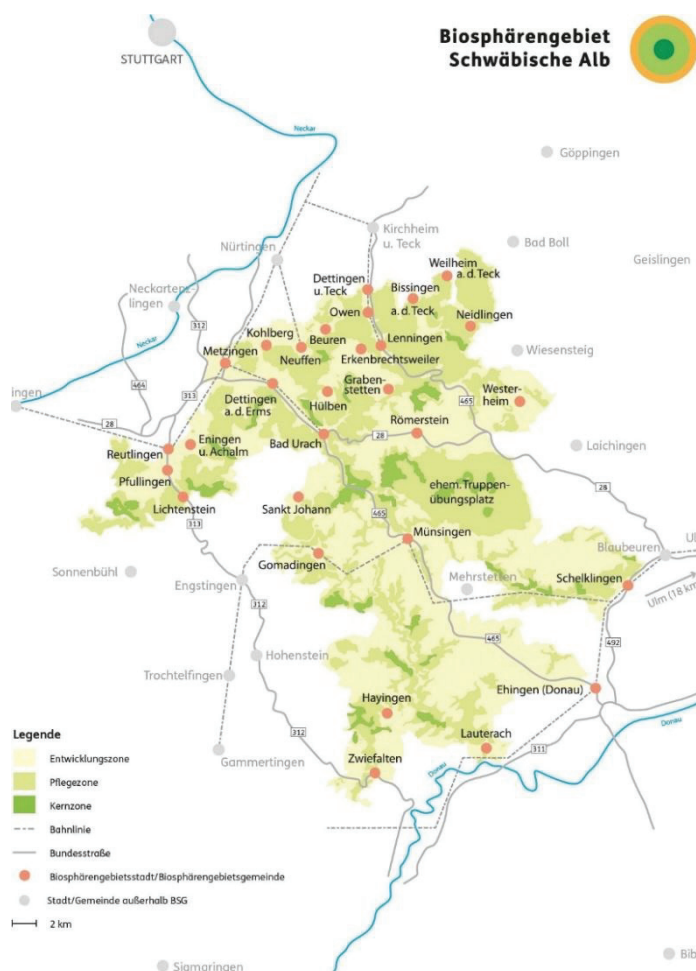 Biosphärengebiet
Schwäbische Alb
STUTTGART
Neckar
Göppingen
Kirchheim
u. Teck
Nürtingen
Bad Boll
Weilheim
a. d. Teck
Geislingen
Dettingen
u. Teck
Bissingen
a. d. Teck
Neckartenz-
lingen
312
Owen
Neidlingen
Kohlberg
Beuren
Lenningen
Metzingen
Neuffen
Erkenbrechtsweiler
Wiesensteig
464
313
Dettingen
a. d. Erms
Hülben
Graben-
stetten
465
Wester-
heim
Neckar
ingen
28
Römerstein
28
Eningen
u. Achalm
Bad Urach
Reutlingen
Laichingen
Pfullingen
ehem. Truppen-
übungsplatz
28
Lichtenstein
Sankt Johann
465
313
Münsingen
Blaubeuren
Ul
Sonnenbühl
Gomadingen
Engstingen
Mehrstetten
Schelklingen
Ulm (18 km)
312
492
465
Hohenstein
Trochtelfingen
Ehingen (Donau)
Hayingen
Donau
312
Lauterach
311
Gammertingen
Zwiefalten
Donau
Legende
Entwicklungszone
Pflegezone
Kernzone
Bahnlinie
Bundesstraße
Biosphärengebietsstadt/Biosphärengebietsgemeinde
Stadt/Gemeinde außerhalb BSG
2 km
Sigmaringen
Bib